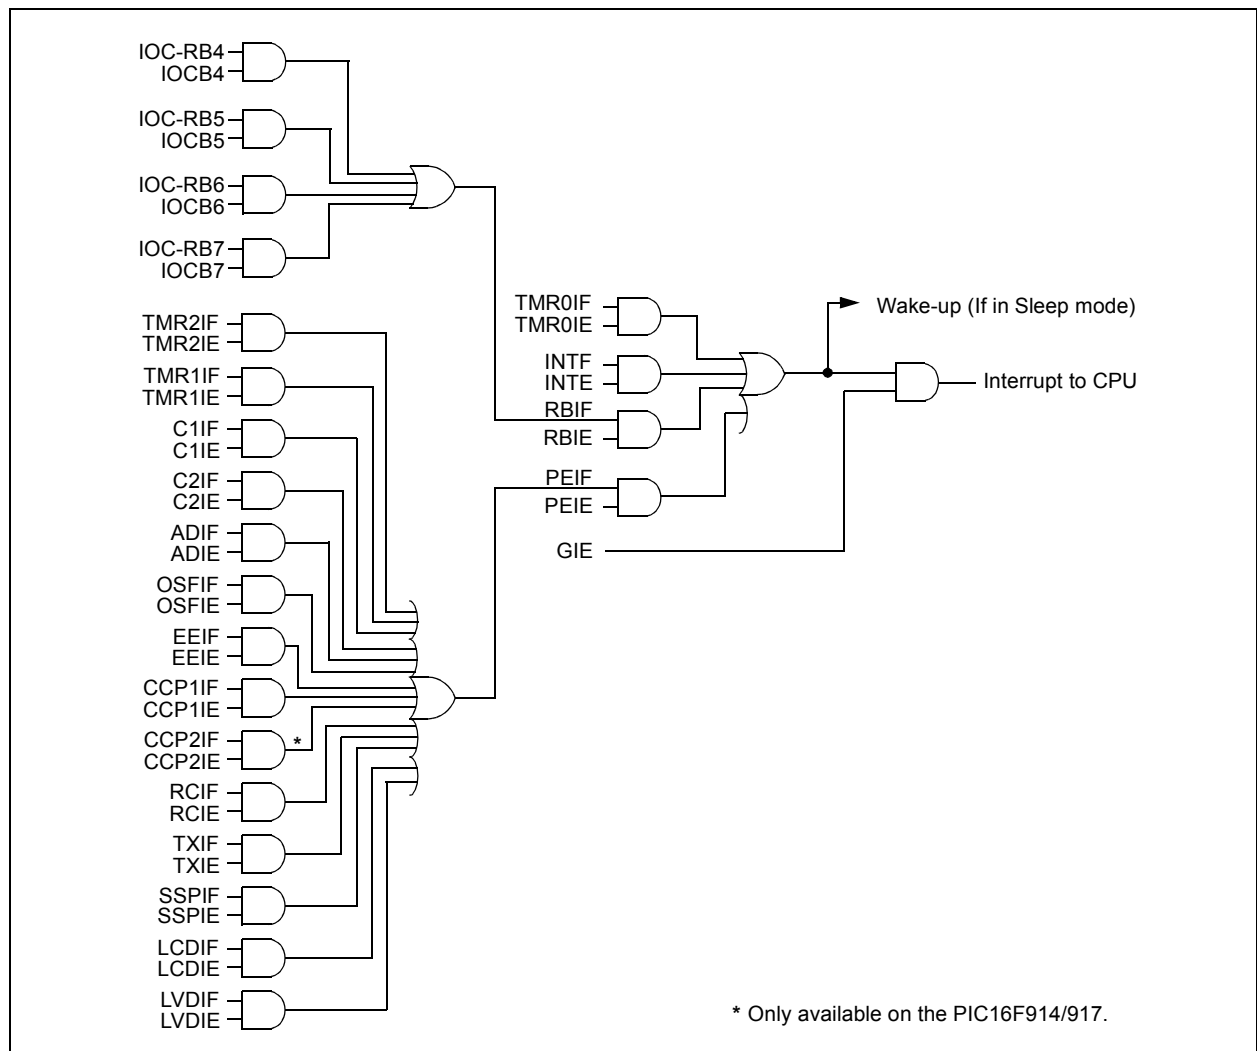 IOC-RB4
IOCB4
IOC-RB5
IOCB5
IOC-RB6
IOCB6
IOC-RB7
IOCB7
TMR2IF
TMR2IE
TMR1IF
TMR1IE
C1IF
C1IE
C2IF
C2IE
ADIF
ADIE
OSFIF
OSFIE
EEIF
EEIE
CCP1IF
CCP1IE
CCP2IF
*
CCP2IE
RCIF
RCIE
TXIF
TXIE
SSPIF
SSPIE
LCDIF
LCDIE
LVDIF
LVDIE
TMR0IF
TMR0IE
INTF
INTE
RBIF
RBIE
PEIF
PEIE
GIE
Wake-up (If in Sleep mode)
Interrupt to CPU
* Only available on the PIC16F914/917.